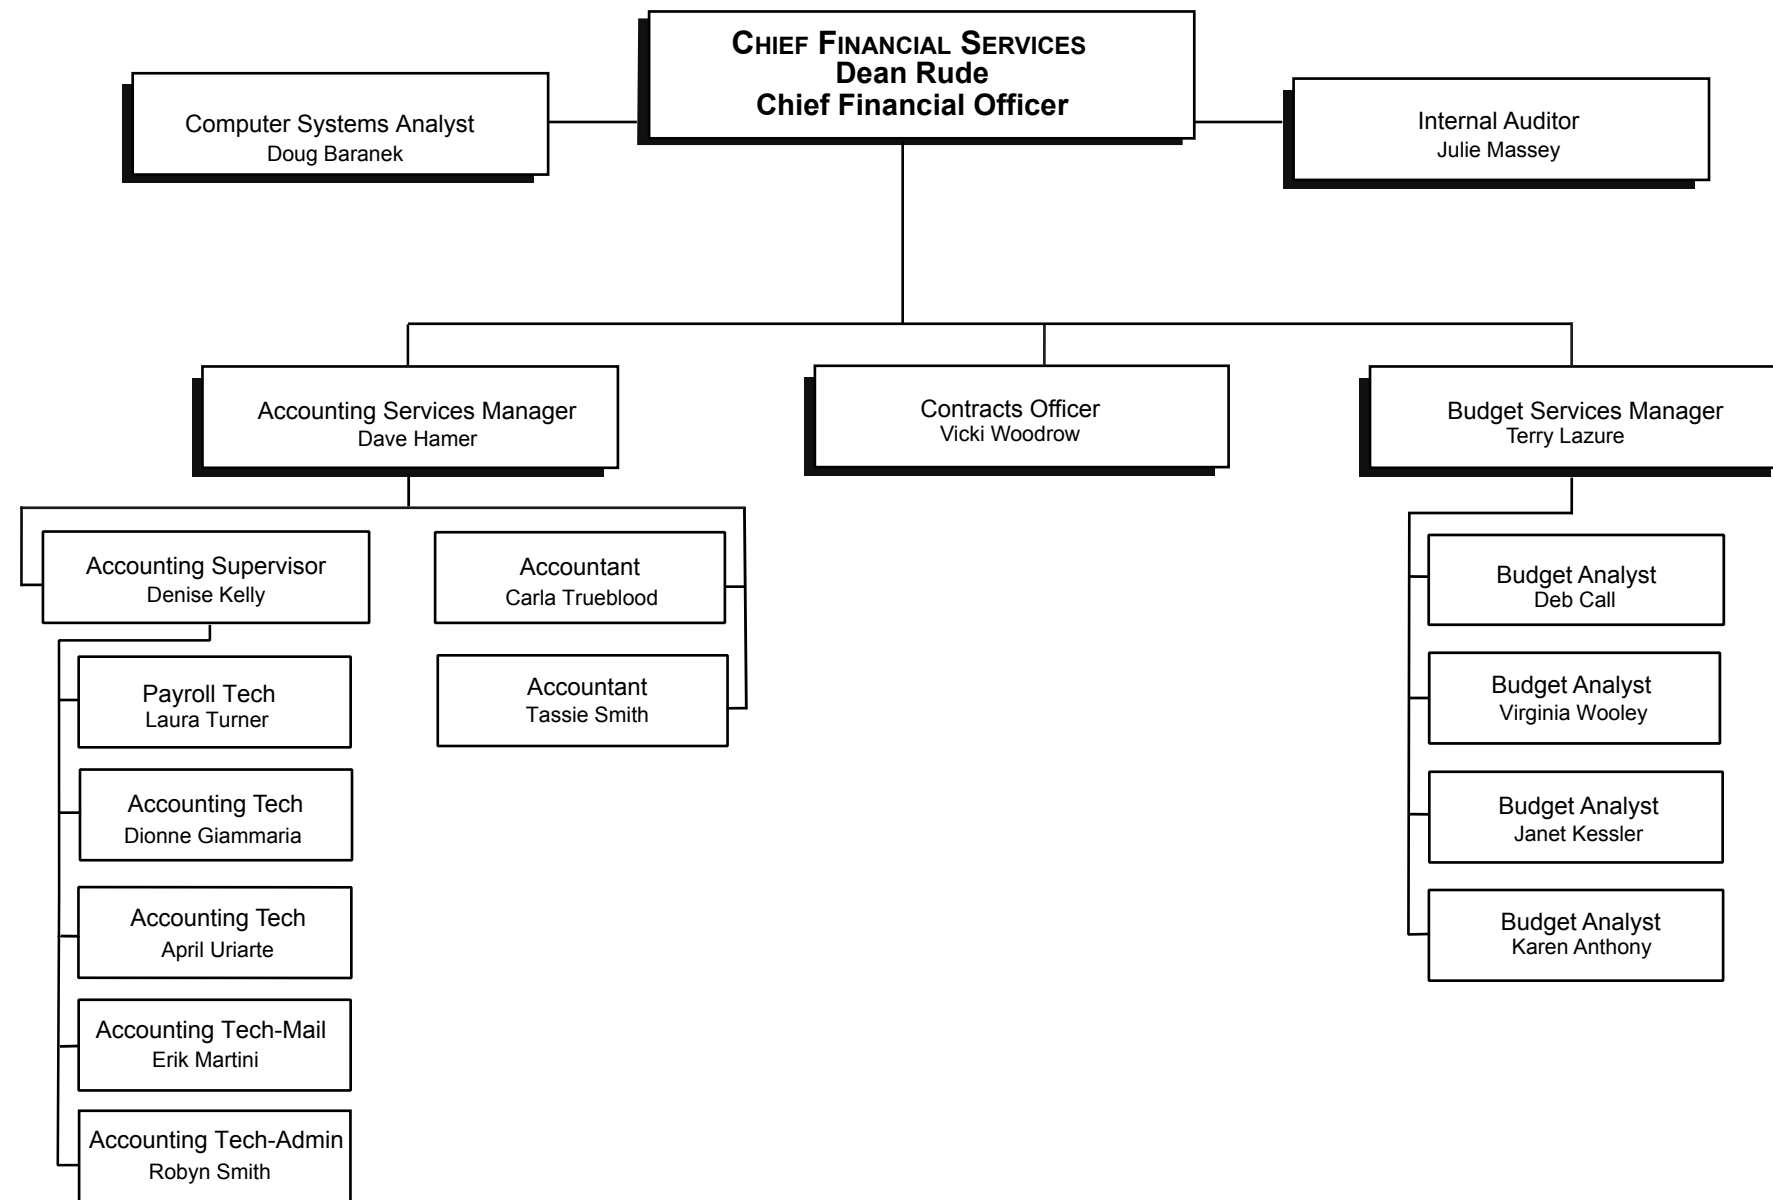 CHIEF FINANCIAL SERVICES
Dean Rude
Chief Financial Officer
Computer Systems Analyst
Doug Baranek
Internal Auditor
Julie Massey
Accounting Services Manager
Dave Hamer
Contracts Officer
Vicki Woodrow
Budget Services Manager
Terry Lazure
Accounting Supervisor
Denise Kelly
Payroll Tech
Laura Turner
Accounting Tech
Dionne Giammaria
Accounting Tech
April Uriarte
Accounting Tech-Mail
Erik Martini
Accounting Tech-Admin
Robyn Smith
Accountant
Carla Trueblood
Accountant
Tassie Smith
Budget Analyst
Deb Call
Budget Analyst
Virginia Wooley
Budget Analyst
Janet Kessler
Budget Analyst
Karen Anthony